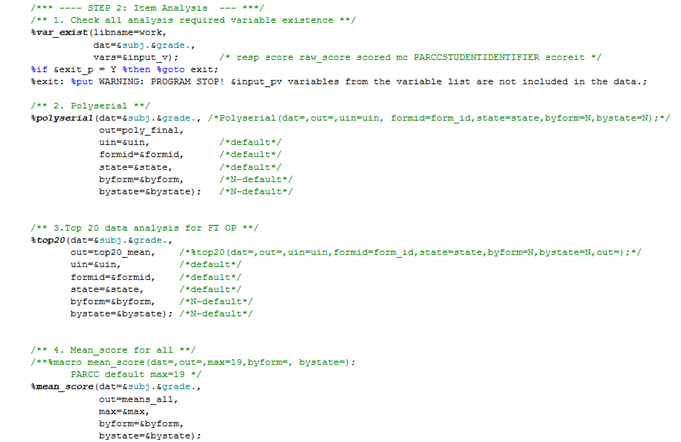 /*** ---- STEP 2: Item Analysis  --- ***/
/** 1. Check all analysis required variable existence **/
%var_exist(libname=work,
dat=&subj.&grade.,
vars=&input_v);       /* resp score raw_score scored mc PARCCSTUDENTIDENTIFIER scoreit */
%if &exit_p = Y %then %goto exit;
%exit: %put WARNING: PROGRAM STOP! &input_pv variables from the variable list are not included in the data.;
/** 2. Polyserial **/
%polyserial(dat=&subj.&grade., /*Polyserial(dat=,out=,uin=uin, formid=form_id,state=state,byform=N,bystate=N);*/
out=poly_final,
uin=&uin,            /*default*/
formid=&formid,      /*default*/
state=&state,        /*default*/
byform=&byform,      /*N-default*/
bystate=&bystate);   /*N-default*/
/** 3.Top 20 data analysis for FT OP **/
%top20(dat=&subj.&grade.,
out=top20_mean,    /*%top20(dat=,out=,uin=uin,formid=form_id,state=state,byform=N,bystate=N,out=);*/
uin=&uin,          /*default*/
formid=&formid,    /*default*/
state=&state,      /*default*/
byform=&byform,    /*N-default*/
bystate=&bystate); /*N-default*/
/** 4. Mean_score for all **/
/**%macro mean_score(dat=,out=,max=19,byform=, bystate=);
PARCC default max=19 */
%mean_score(dat=&subj.&grade.,
out=means_all,
max=&max,
byform=&byform,
bystate=&bystate);